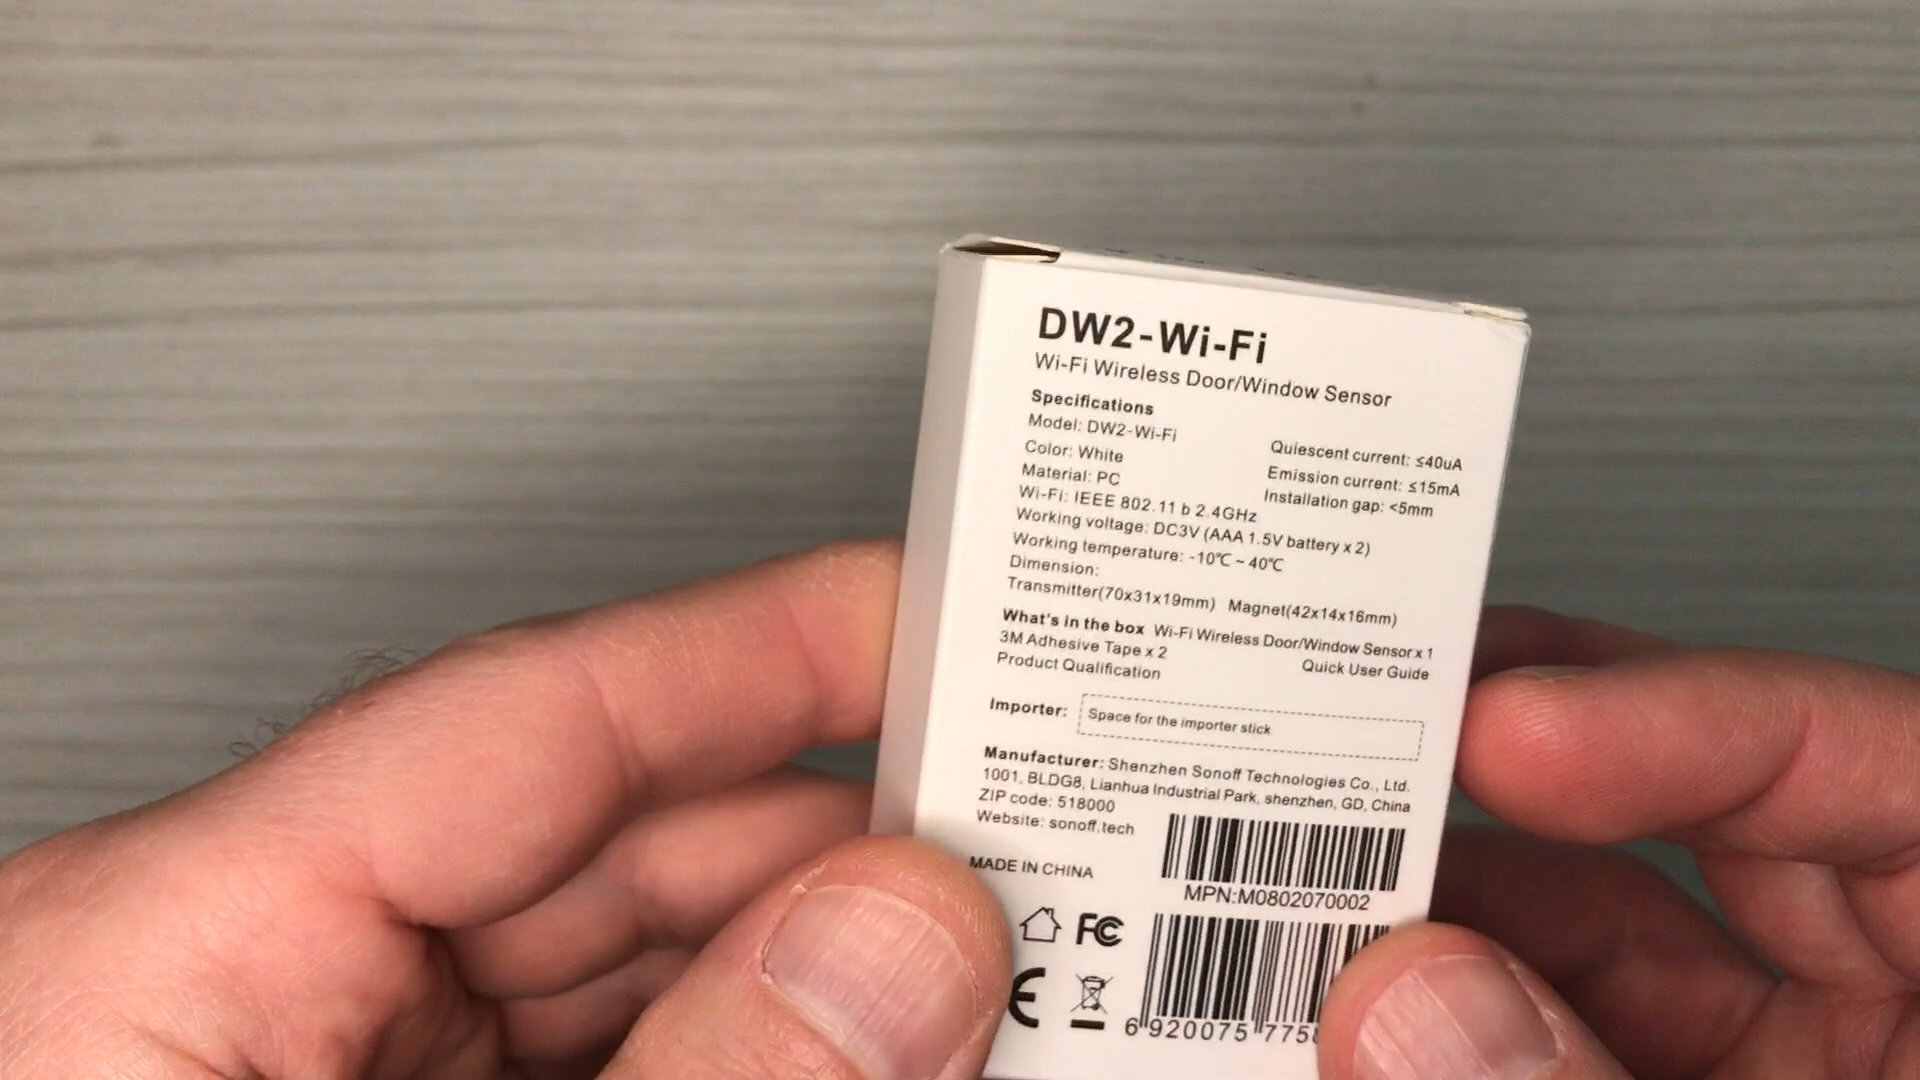 DW2-Wi-Fi
Wi-Fi Wireless Door/Window Sensor
Specifications
Model: DW2-Wi-Fi
Color: White
Material: PC
Wi-Fi: IEEE 802.11 b 2.4GHz
Quiescent current: ≤40uA
Emission current: ≤15mA
Installation gap: <5mm
Working voltage: DC3V (AAA 1.5V battery x 2)
Working temperature: -10℃ ~ 40℃
Dimension:
Transmitter(70x31x19mm) Magnet(42x14x16mm)
What's in the box Wi-Fi Wireless Door/Window Sensor x 1
3M Adhesive Tape x 2 Quick User Guide
Product Qualification
Importer: Space for the importer stick
Manufacturer: Shenzhen Sonoff Technologies Co., Ltd.
1001, BLDG8, Lianhua Industrial Park, shenzhen, GD, China
ZIP code: 518000
Website: sonoff.tech
MADE IN CHINA
MPN:M0802070002
FC
CE
6 920075 775